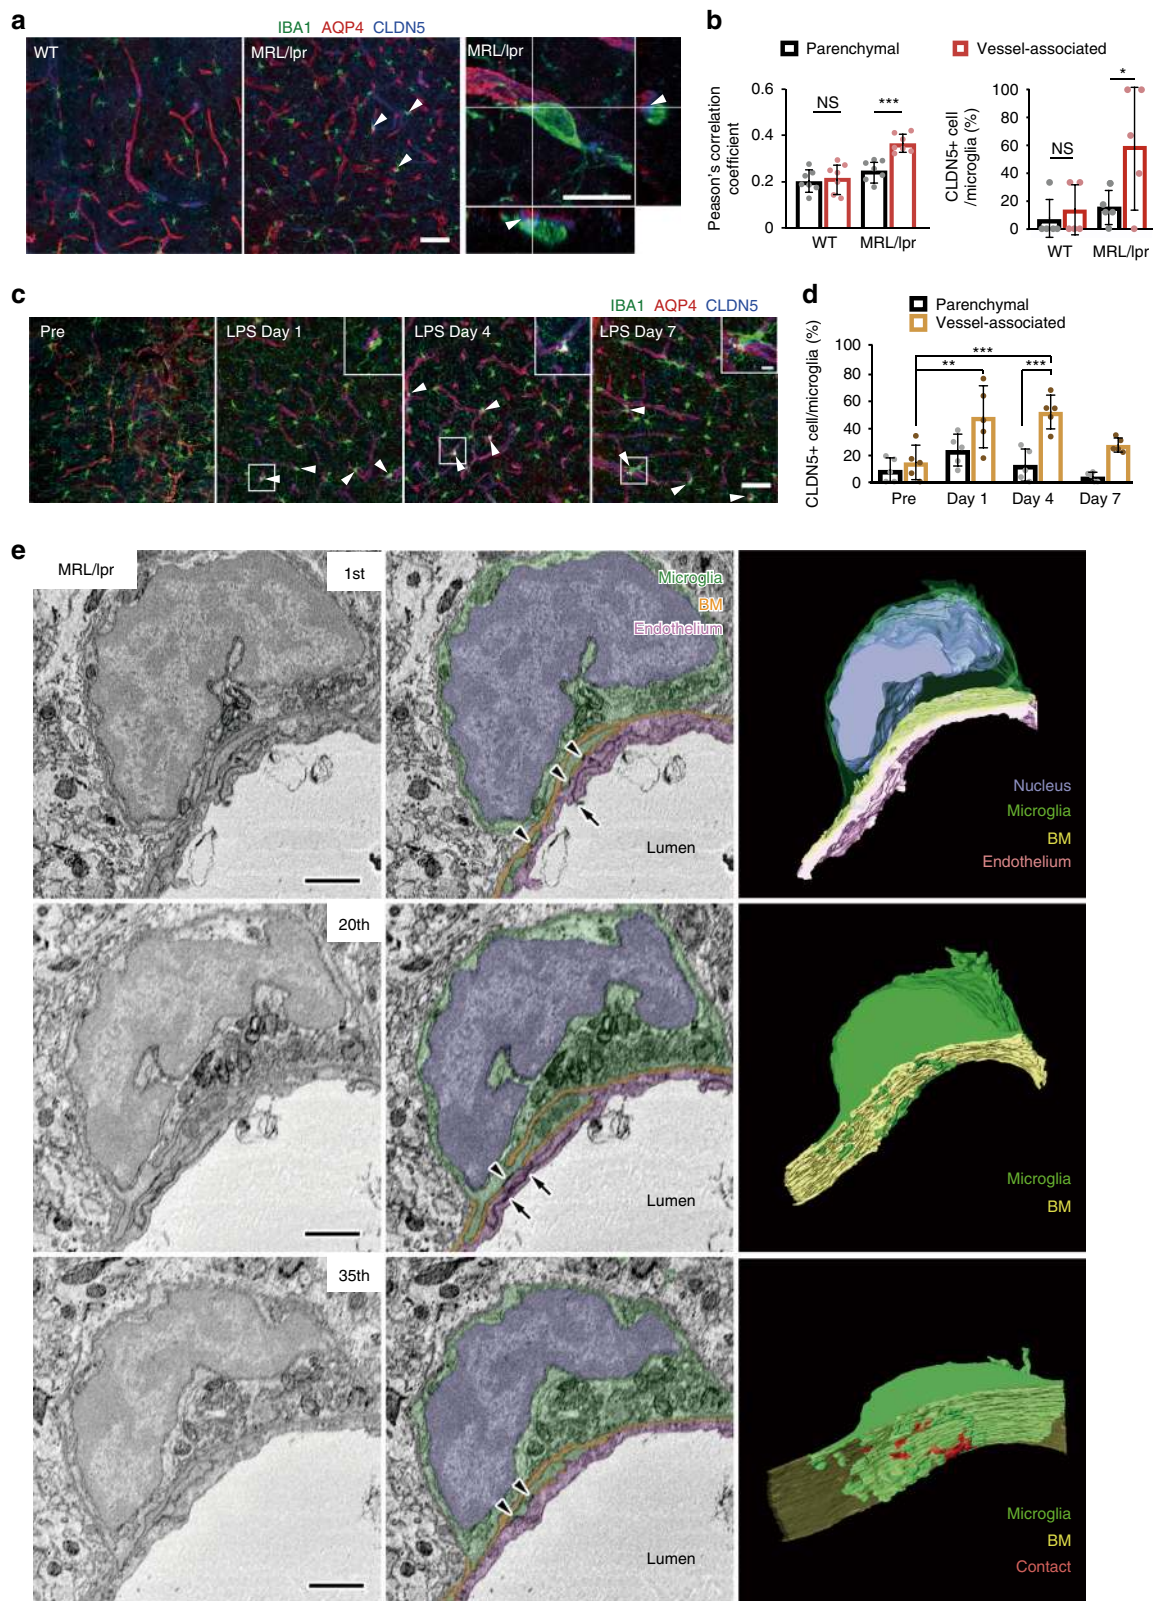 a
IBA1 AQP4 CLDN5
WT
MRL/lpr
MRL/lpr
b
Parenchymal
Vessel-associated
Peason's correlation
coefficient
0.6
0.4
0.2
0
NS
***
WT
MRL/lpr
CLDN5+ cell
/microglia (%)
100
80
60
40
20
0
NS
*
WT
MRL/lpr
c
IBA1 AQP4 CLDN5
Pre
LPS Day 1
LPS Day 4
LPS Day 7
d
Parenchymal
Vessel-associated
CLDN5+ cell/microglia (%)
100
80
60
40
20
0
***
**
***
Pre
Day 1
Day 4
Day 7
e
MRL/lpr
1st
Microglia
BM
Endothelium
Lumen
Nucleus
Microglia
BM
Endothelium
20th
Lumen
Microglia
BM
35th
Lumen
Microglia
BM
Contact